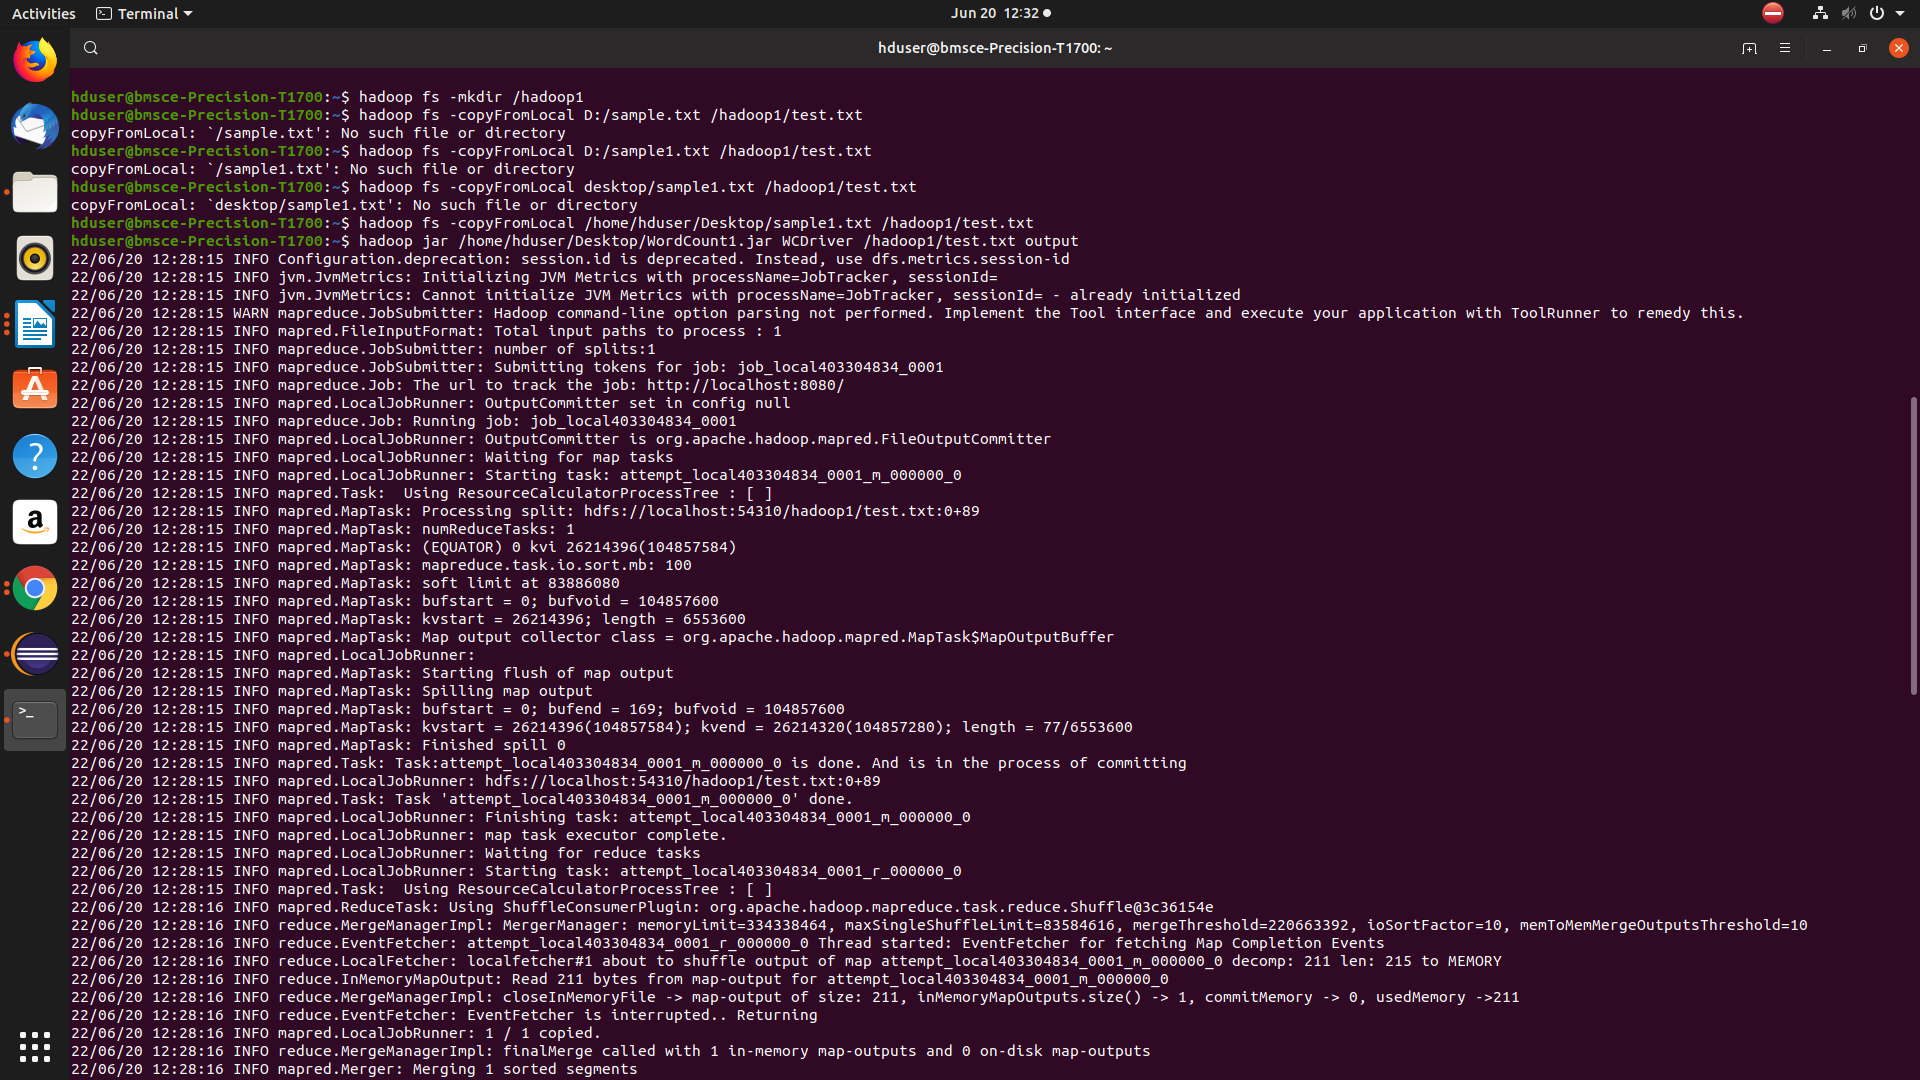 Activities Terminal Jun 20 12:32
hduser@bmsce-Precision-T1700: ~
hduser@bmsce-Precision-T1700:~$ hadoop fs -mkdir /hadoop1
hduser@bmsce-Precision-T1700:~$ hadoop fs -copyFromLocal D:/sample.txt /hadoop1/test.txt
copyFromLocal: `/sample.txt': No such file or directory
hduser@bmsce-Precision-T1700:~$ hadoop fs -copyFromLocal D:/sample1.txt /hadoop1/test.txt
copyFromLocal: `/sample1.txt': No such file or directory
hduser@bmsce-Precision-T1700:~$ hadoop fs -copyFromLocal desktop/sample1.txt /hadoop1/test.txt
copyFromLocal: `desktop/sample1.txt': No such file or directory
hduser@bmsce-Precision-T1700:~$ hadoop fs -copyFromLocal /home/hduser/Desktop/sample1.txt /hadoop1/test.txt
hduser@bmsce-Precision-T1700:~$ hadoop jar /home/hduser/Desktop/WordCount1.jar WCDriver /hadoop1/test.txt output
22/06/20 12:28:15 INFO Configuration.deprecation: session.id is deprecated. Instead, use dfs.metrics.session-id
22/06/20 12:28:15 INFO jvm.JvmMetrics: Initializing JVM Metrics with processName=JobTracker, sessionId=
22/06/20 12:28:15 INFO jvm.JvmMetrics: Cannot initialize JVM Metrics with processName=JobTracker, sessionId= - already initialized
22/06/20 12:28:15 WARN mapreduce.JobSubmitter: Hadoop command-line option parsing not performed. Implement the Tool interface and execute your application with ToolRunner to remedy this.
22/06/20 12:28:15 INFO mapred.FileInputFormat: Total input paths to process : 1
22/06/20 12:28:15 INFO mapreduce.JobSubmitter: number of splits:1
22/06/20 12:28:15 INFO mapreduce.JobSubmitter: Submitting tokens for job: job_local403304834_0001
22/06/20 12:28:15 INFO mapreduce.Job: The url to track the job: http://localhost:8080/
22/06/20 12:28:15 INFO mapred.LocalJobRunner: OutputCommitter set in config null
22/06/20 12:28:15 INFO mapreduce.Job: Running job: job_local403304834_0001
22/06/20 12:28:15 INFO mapred.LocalJobRunner: OutputCommitter is org.apache.hadoop.mapred.FileOutputCommitter
22/06/20 12:28:15 INFO mapred.LocalJobRunner: Waiting for map tasks
22/06/20 12:28:15 INFO mapred.LocalJobRunner: Starting task: attempt_local403304834_0001_m_000000_0
22/06/20 12:28:15 INFO mapred.Task:  Using ResourceCalculatorProcessTree : [ ]
22/06/20 12:28:15 INFO mapred.MapTask: Processing split: hdfs://localhost:54310/hadoop1/test.txt:0+89
22/06/20 12:28:15 INFO mapred.MapTask: numReduceTasks: 1
22/06/20 12:28:15 INFO mapred.MapTask: (EQUATOR) 0 kvi 26214396(104857584)
22/06/20 12:28:15 INFO mapred.MapTask: mapreduce.task.io.sort.mb: 100
22/06/20 12:28:15 INFO mapred.MapTask: soft limit at 83886080
22/06/20 12:28:15 INFO mapred.MapTask: bufstart = 0; bufvoid = 104857600
22/06/20 12:28:15 INFO mapred.MapTask: kvstart = 26214396; length = 6553600
22/06/20 12:28:15 INFO mapred.MapTask: Map output collector class = org.apache.hadoop.mapred.MapTask$MapOutputBuffer
22/06/20 12:28:15 INFO mapred.LocalJobRunner:
22/06/20 12:28:15 INFO mapred.MapTask: Starting flush of map output
22/06/20 12:28:15 INFO mapred.MapTask: Spilling map output
22/06/20 12:28:15 INFO mapred.MapTask: bufstart = 0; bufend = 169; bufvoid = 104857600
22/06/20 12:28:15 INFO mapred.MapTask: kvstart = 26214396(104857584); kvend = 26214320(104857280); length = 77/6553600
22/06/20 12:28:15 INFO mapred.MapTask: Finished spill 0
22/06/20 12:28:15 INFO mapred.Task: Task:attempt_local403304834_0001_m_000000_0 is done. And is in the process of committing
22/06/20 12:28:15 INFO mapred.LocalJobRunner: hdfs://localhost:54310/hadoop1/test.txt:0+89
22/06/20 12:28:15 INFO mapred.Task: Task 'attempt_local403304834_0001_m_000000_0' done.
22/06/20 12:28:15 INFO mapred.LocalJobRunner: Finishing task: attempt_local403304834_0001_m_000000_0
22/06/20 12:28:15 INFO mapred.LocalJobRunner: map task executor complete.
22/06/20 12:28:15 INFO mapred.LocalJobRunner: Waiting for reduce tasks
22/06/20 12:28:15 INFO mapred.LocalJobRunner: Starting task: attempt_local403304834_0001_r_000000_0
22/06/20 12:28:15 INFO mapred.Task:  Using ResourceCalculatorProcessTree : [ ]
22/06/20 12:28:16 INFO mapred.ReduceTask: Using ShuffleConsumerPlugin: org.apache.hadoop.mapreduce.task.reduce.Shuffle@3c36154e
22/06/20 12:28:16 INFO reduce.MergeManagerImpl: MergerManager: memoryLimit=334338464, maxSingleShuffleLimit=83584616, mergeThreshold=220663392, ioSortFactor=10, memToMemMergeOutputsThreshold=10
22/06/20 12:28:16 INFO reduce.EventFetcher: attempt_local403304834_0001_r_000000_0 Thread started: EventFetcher for fetching Map Completion Events
22/06/20 12:28:16 INFO reduce.LocalFetcher: localfetcher#1 about to shuffle output of map attempt_local403304834_0001_m_000000_0 decomp: 211 len: 215 to MEMORY
22/06/20 12:28:16 INFO reduce.InMemoryMapOutput: Read 211 bytes from map-output for attempt_local403304834_0001_m_000000_0
22/06/20 12:28:16 INFO reduce.MergeManagerImpl: closeInMemoryFile -> map-output of size: 211, inMemoryMapOutputs.size() -> 1, commitMemory -> 0, usedMemory ->211
22/06/20 12:28:16 INFO reduce.EventFetcher: EventFetcher is interrupted.. Returning
22/06/20 12:28:16 INFO mapred.LocalJobRunner: 1 / 1 copied.
22/06/20 12:28:16 INFO reduce.MergeManagerImpl: finalMerge called with 1 in-memory map-outputs and 0 on-disk map-outputs
22/06/20 12:28:16 INFO mapred.Merger: Merging 1 sorted segments